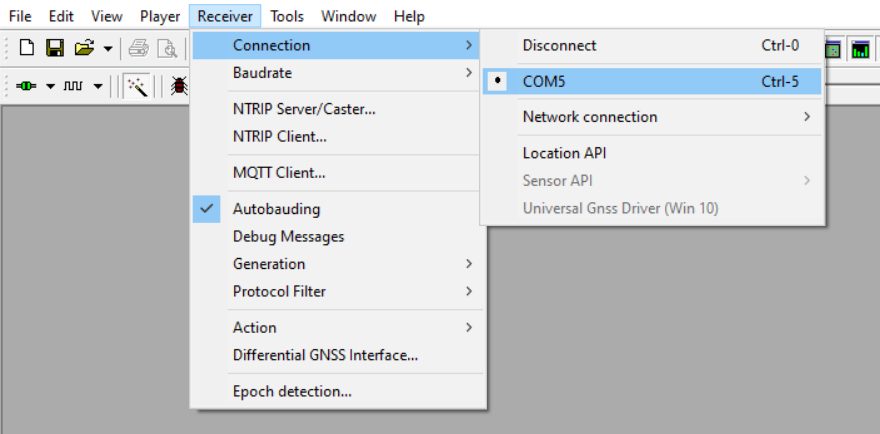 File Edit View Player Receiver Tools Window Help
Connection
Baudrate
NTRIP Server/Caster...
NTRIP Client...
MQTT Client...
Autobauding
Debug Messages
Generation
Protocol Filter
Action
Differential GNSS Interface...
Epoch detection...
Disconnect Ctrl-0
COM5 Ctrl-5
Network connection
Location API
Sensor API
Universal Gnss Driver (Win 10)